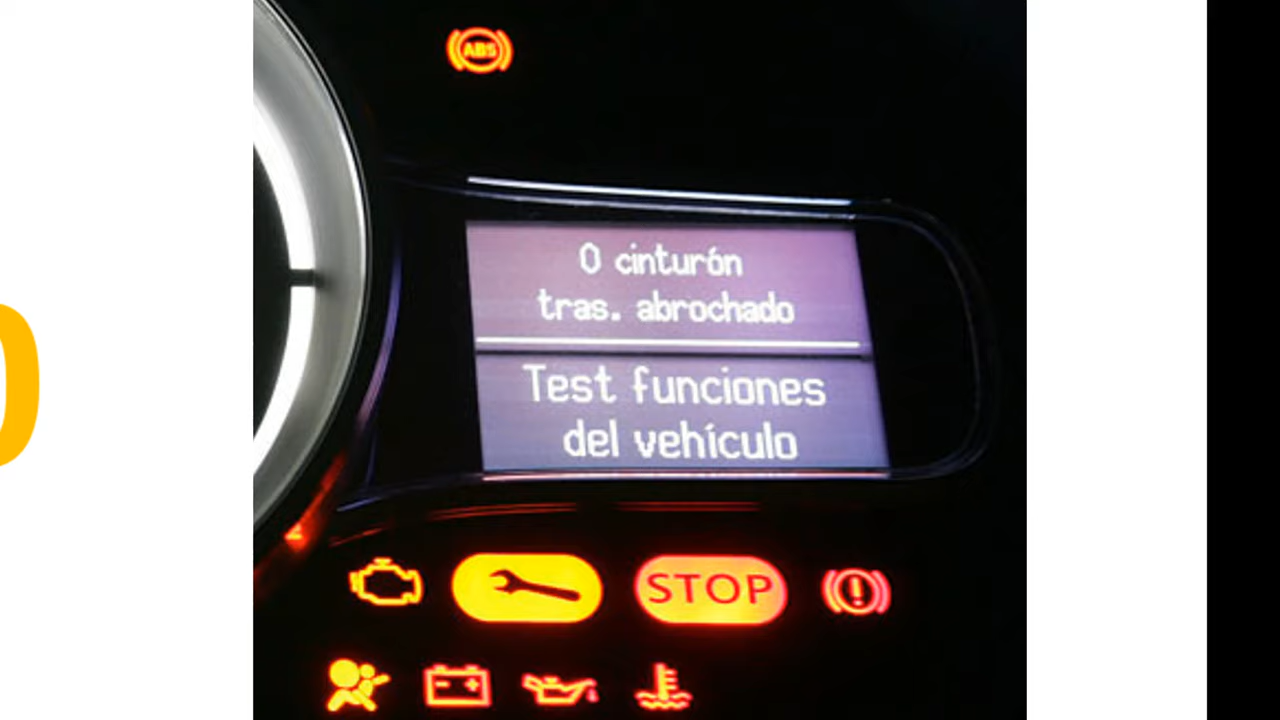 ABS
0 cinturón
tras. abrochado
Test funciones
del vehículo
STOP